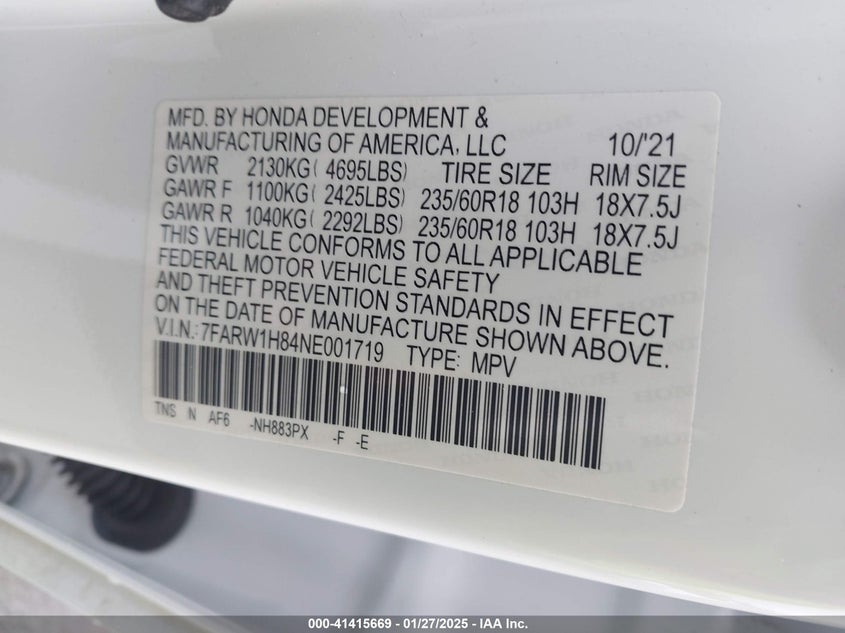 MFD. BY HONDA DEVELOPMENT &
MANUFACTURING OF AMERICA, LLC 10/'21
GVWR 2130KG( 4695LBS) TIRE SIZE RIM SIZE
GAWR F 1100KG( 2425LBS) 235/60R18 103H 18X7.5J
GAWR R 1040KG( 2292LBS) 235/60R18 103H 18X7.5J
THIS VEHICLE CONFORMS TO ALL APPLICABLE
FEDERAL MOTOR VEHICLE SAFETY
AND THEFT PREVENTION STANDARDS IN EFFECT
ON THE DATE OF MANUFACTURE SHOWN ABOVE.
V.I.N.:7FARW1H84NE001719 TYPE: MPV
TNS N AF6 -NH883PX -F -E
000-41415669 | 01/27/2025 | IAA Inc.